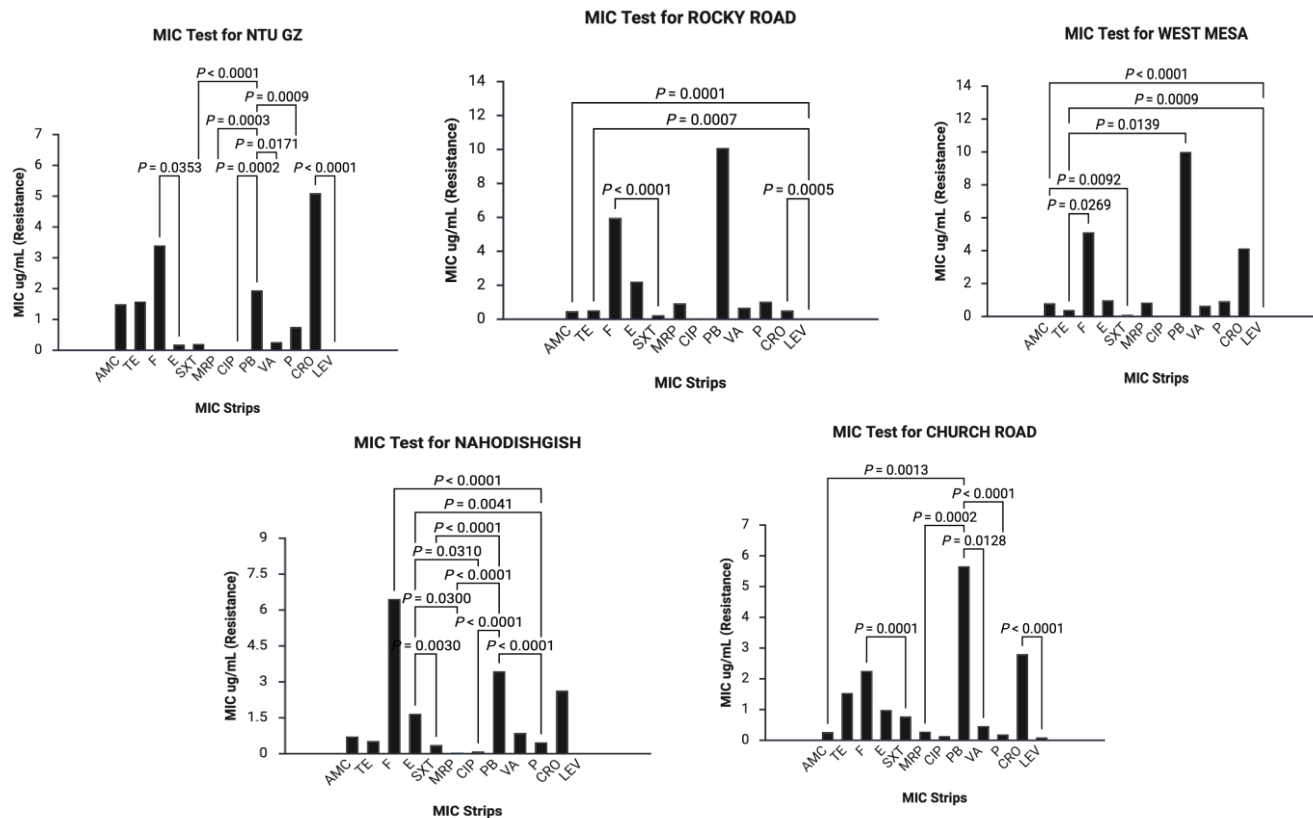 MIC Test for NTU GZ
P < 0.0001
P = 0.0009
P = 0.0003
P = 0.0171
P = 0.0353
P = 0.0002
P < 0.0001
MIC ug/mL (Resistance)
7
6
5
4
3
2
1
0
AMC TE F E SXT MRP CIP PB VA P CRO LEV
MIC Strips
MIC Test for ROCKY ROAD
P = 0.0001
P = 0.0007
P < 0.0001
P = 0.0005
MIC ug/mL (Resistance)
14
12
10
8
6
4
2
0
AMC TE F E SXT MRP CIP PB VA P CRO LEV
MIC Strips
MIC Test for WEST MESA
P < 0.0001
P = 0.0009
P = 0.0139
P = 0.0092
P = 0.0269
MIC ug/mL (Resistance)
14
12
10
8
6
4
2
0
AMC TE F E SXT MRP CIP PB VA P CRO LEV
MIC Strips
MIC Test for NAHODISHGISH
P < 0.0001
P = 0.0041
P < 0.0001
P = 0.0310
P < 0.0001
P = 0.0300
P < 0.0001
P = 0.0030
P < 0.0001
MIC ug/mL (Resistance)
9
7.5
6
4.5
3
1.5
0
AMC TE F E SXT MRP CIP PB VA P CRO LEV
MIC Strips
MIC Test for CHURCH ROAD
P = 0.0013
P < 0.0001
P = 0.0002
P = 0.0128
P = 0.0001
P < 0.0001
MIC ug/mL (Resistance)
7
6
5
4
3
2
1
0
AMC TE F E SXT MRP CIP PB VA P CRO LEV
MIC Strips